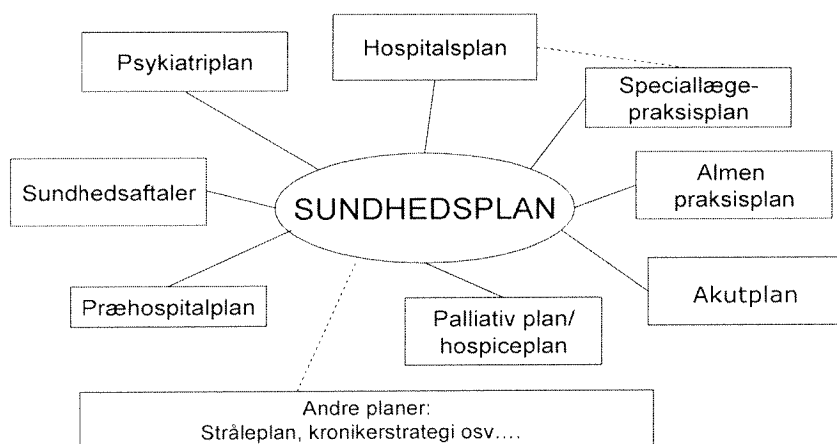 Hospitalsplan
Psykiatriplan
Speciallæge-
praksisplan
Sundhedsaftaler
SUNDHEDSPLAN
Almen
praksisplan
Præhospitalplan
Akutplan
Palliativ plan/
hospiceplan
Andre planer:
Stråleplan, kronikerstrategi osv....